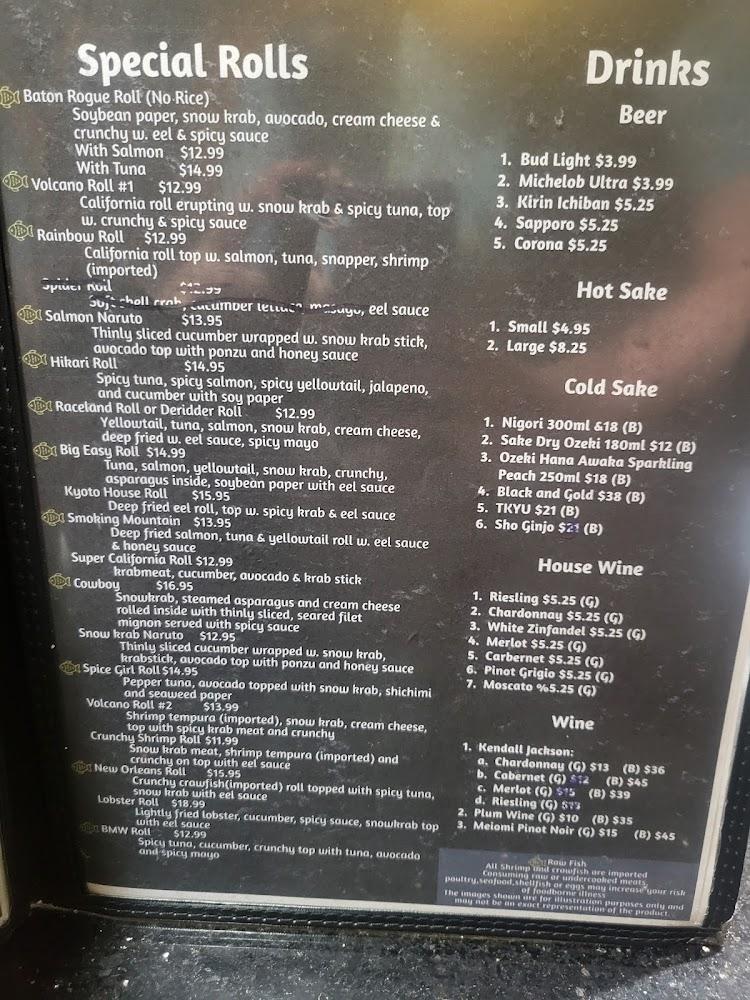 Special Rolls
Baton Rogue Roll (No Rice)
Soybean paper, snow krab, avocado, cream cheese &
crunchy w. eel & spicy sauce
With Salmon $12.99
With Tuna $14.99
Volcano Roll #1 $12.99
California roll erupting w. snow krab & spicy tuna, top
w. crunchy & spicy sauce
Rainbow Roll $12.99
California roll top w. salmon, tuna, snapper, shrimp
(imported)
Spider Roll $12.99
Soft shell crab, cucumber lettuce, masago, eel sauce
Salmon Naruto $13.95
Thinly sliced cucumber wrapped w. snow krab stick,
avocado top with ponzu and honey sauce
Hikari Roll $14.95
Spicy tuna, spicy salmon, spicy yellowtail, jalapeno,
and cucumber with soy paper
Raceland Roll or Deridder Roll $12.99
Yellowtail, tuna, salmon, snow krab, cream cheese,
deep fried w. eel sauce, spicy mayo
Big Easy Roll $14.99
Tuna, salmon, yellowtail, snow krab, crunchy,
asparagus inside, soybean paper with eel sauce
Kyoto House Roll $15.95
Deep fried eel roll, top w. spicy krab & eel sauce
Smoking Mountain $13.95
Deep fried salmon, tuna & yellowtail roll w. eel sauce
& honey sauce
Super California Roll $12.99
krabmeat, cucumber, avocado & krab stick
Cowboy $16.95
Snowkrab, steamed asparagus and cream cheese
rolled inside with thinly sliced, seared filet
mignon served with spicy sauce
Snow krab Naruto $12.95
Thinly sliced cucumber wrapped w. snow krab,
krabstick, avocado top with ponzu and honey sauce
Spice Girl Roll $14.95
Pepper tuna, avocado topped with snow krab, shichimi
and seaweed paper
Volcano Roll #2 $13.99
Shrimp tempura (imported), snow krab, cream cheese,
top with spicy krab meat and crunchy
Crunchy Shrimp Roll $11.99
Snow krab meat, shrimp tempura (imported) and
crunchy on top with eel sauce
New Orleans Roll $15.95
Crunchy crawfish(imported) roll topped with spicy tuna,
snow krab with eel sauce
Lobster Roll $18.99
Lightly fried lobster, cucumber, spicy sauce, snowkrab top
with eel sauce
BMW Roll $12.99
Spicy tuna, cucumber, crunchy top with tuna, avocado
and spicy mayo
Drinks
Beer
1. Bud Light $3.99
2. Michelob Ultra $3.99
3. Kirin Ichiban $5.25
4. Sapporo $5.25
5. Corona $5.25
Hot Sake
1. Small $4.95
2. Large $8.25
Cold Sake
1. Nigori 300ml &18 (B)
2. Sake Dry Ozeki 180ml $12 (B)
3. Ozeki Hana Awaka Sparkling
Peach 250ml $18 (B)
4. Black and Gold $38 (B)
5. TKYU $21 (B)
6. Sho Ginjo $21 (B)
House Wine
1. Riesling $5.25 (G)
2. Chardonnay $5.25 (G)
3. White Zinfandel $5.25 (G)
4. Merlot $5.25 (G)
5. Carbernet $5.25 (G)
6. Pinot Grigio $5.25 (G)
7. Moscato %5.25 (G)
Wine
1. Kendall Jackson:
a. Chardonnay (G) $13 (B) $36
b. Cabernet (G) $12 (B) $45
c. Merlot (G) $15 (B) $39
d. Riesling (G) $13
2. Plum Wine (G) $10 (B) $35
3. Meiomi Pinot Noir (G) $15 (B) $45
Raw Fish
All Shrimp and crowfish are imported
Consuming raw or undercooked meats,
poultry,seafood,shellfish or eggs may increase your risk
of foodborne illness
The images shown are for illustration purposes only and
may not be an exact representation of the product.